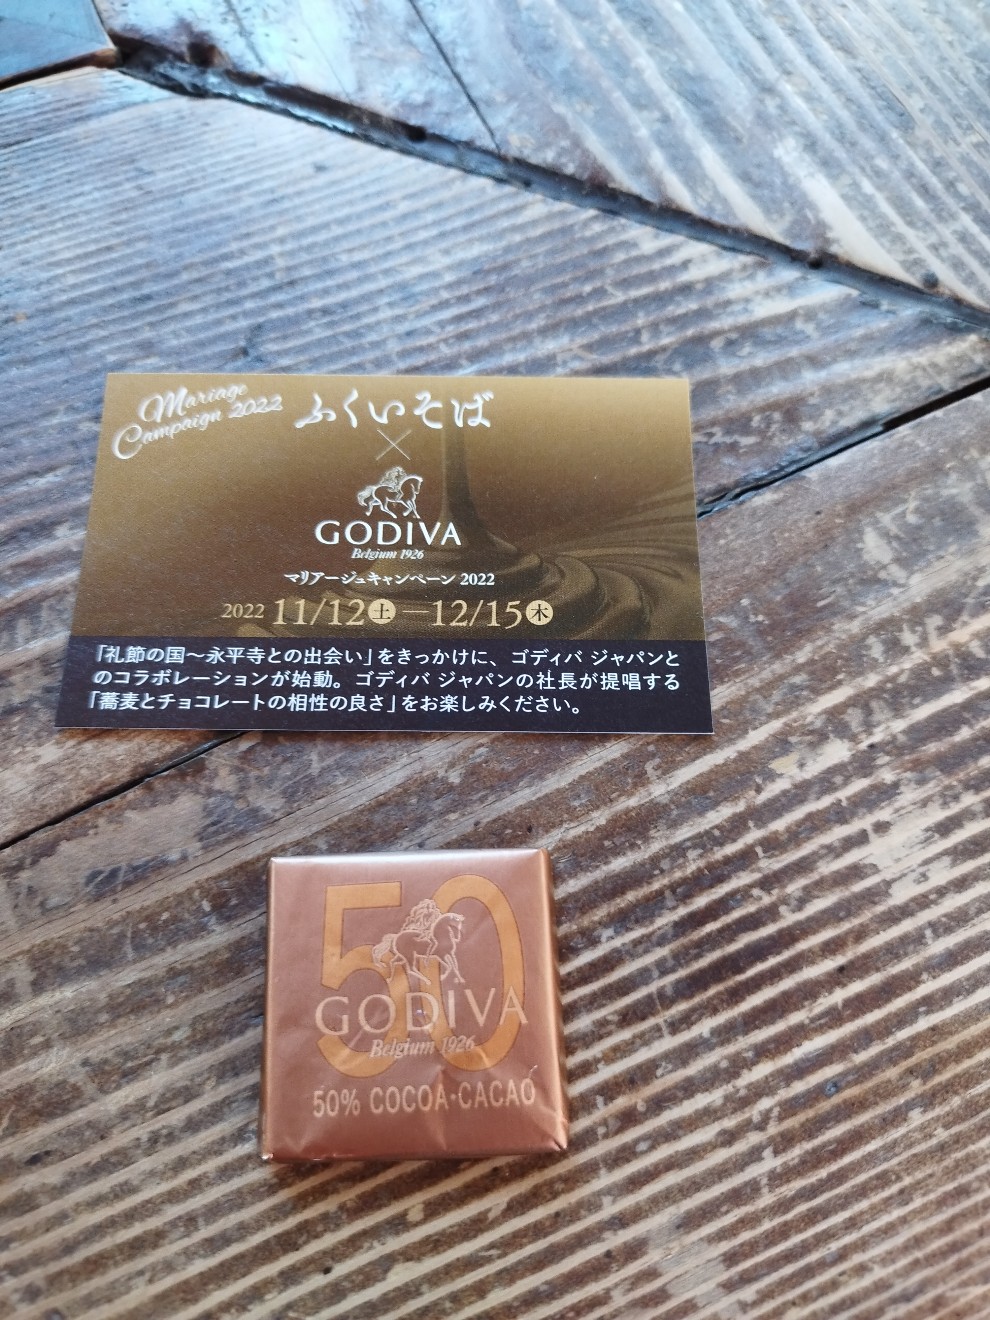 Mariage
Campaign 2022
ふくいそば
×
GODIVA
Belgium 1926
マリアージュキャンペーン 2022
2022 11/12土—12/15木
「礼節の国～永平寺との出会い」をきっかけに、ゴディバ ジャパンと
のコラボレーションが始動。ゴディバ ジャパンの社長が提唱する
「蕎麦とチョコレートの相性の良さ」をお楽しみください。
50
GODIVA
Belgium 1926
50% COCOA·CACAO